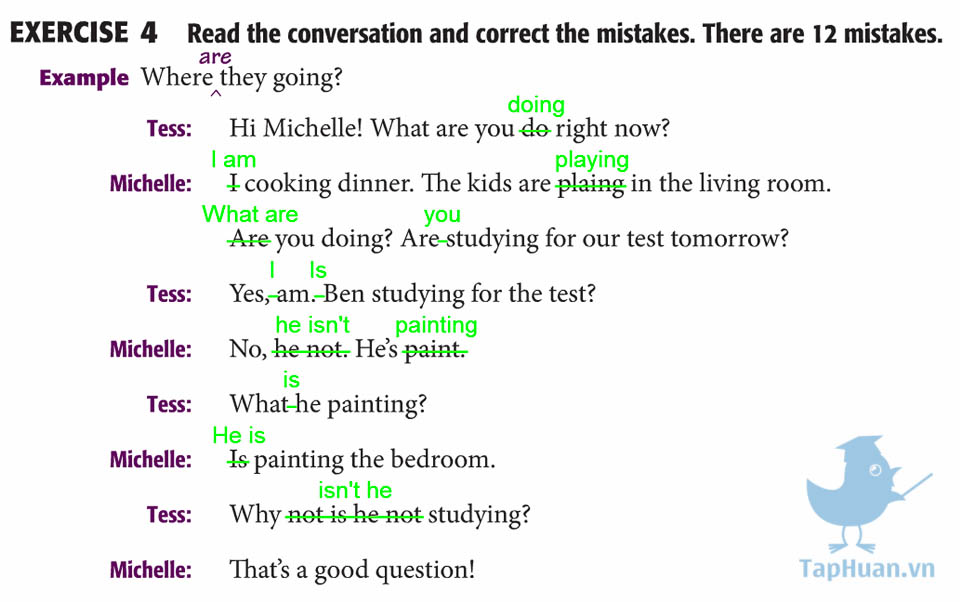 EXERCISE 4 Read the conversation and correct the mistakes. There are 12 mistakes.
are
Example Where ^ they going?
doing
Tess: Hi Michelle! What are you do right now?
I am playing
Michelle: I cooking dinner. The kids are plaing in the living room.
What are you
Are you doing? Are studying for our test tomorrow?
I Is
Tess: Yes, am. Ben studying for the test?
he isn't painting
Michelle: No, he not. He's paint.
is
Tess: What he painting?
He is
Michelle: Is painting the bedroom.
isn't he
Tess: Why not is he not studying?
Michelle: That's a good question!
TapHuan.vn